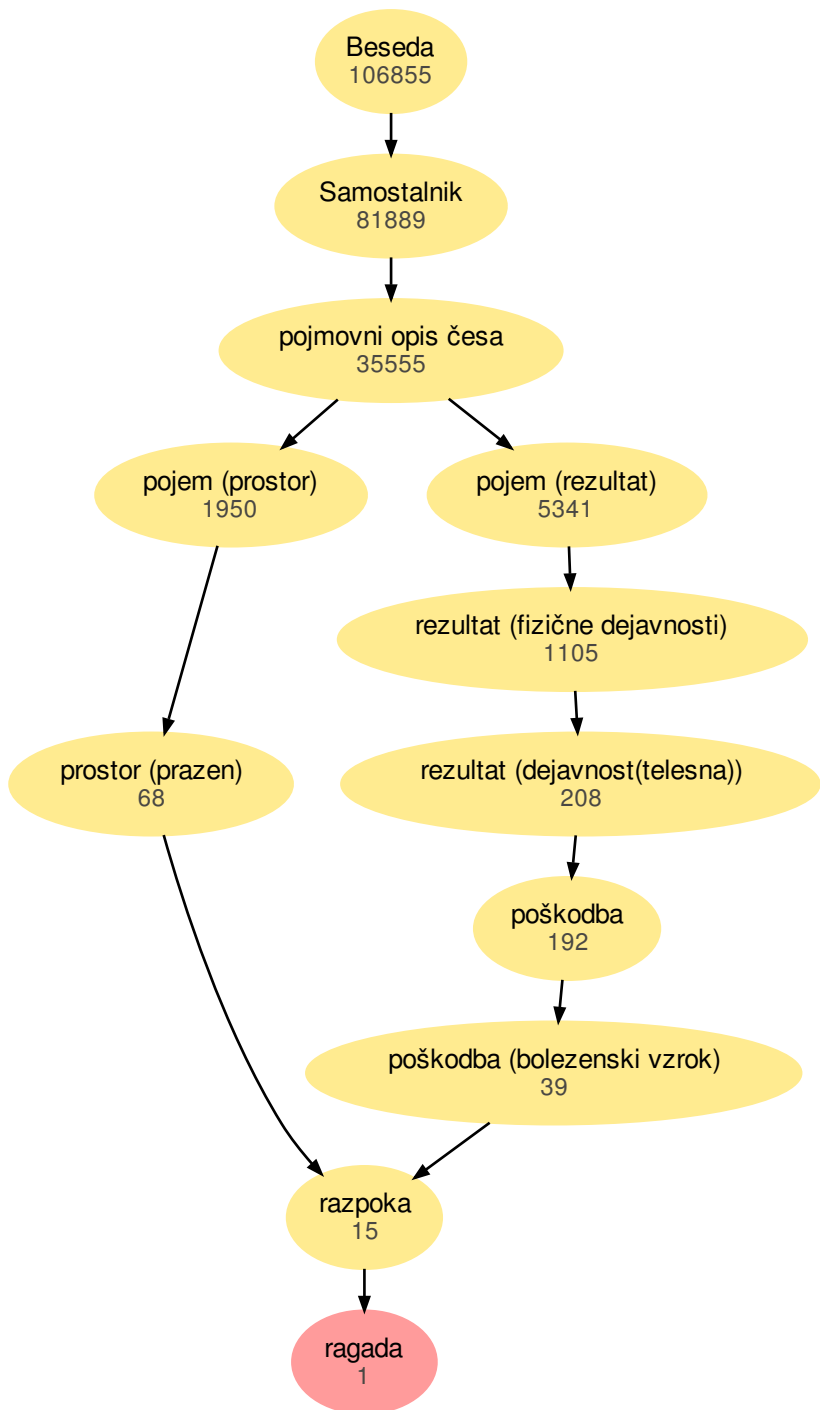 Beseda
106855
Samostalnik
81889
pojmovni opis česa
35555
pojem (prostor)
1950
pojem (rezultat)
5341
rezultat (fizične dejavnosti)
1105
prostor (prazen)
68
rezultat (dejavnost(telesna))
208
poškodba
192
poškodba (bolezenski vzrok)
39
razpoka
15
ragada
1